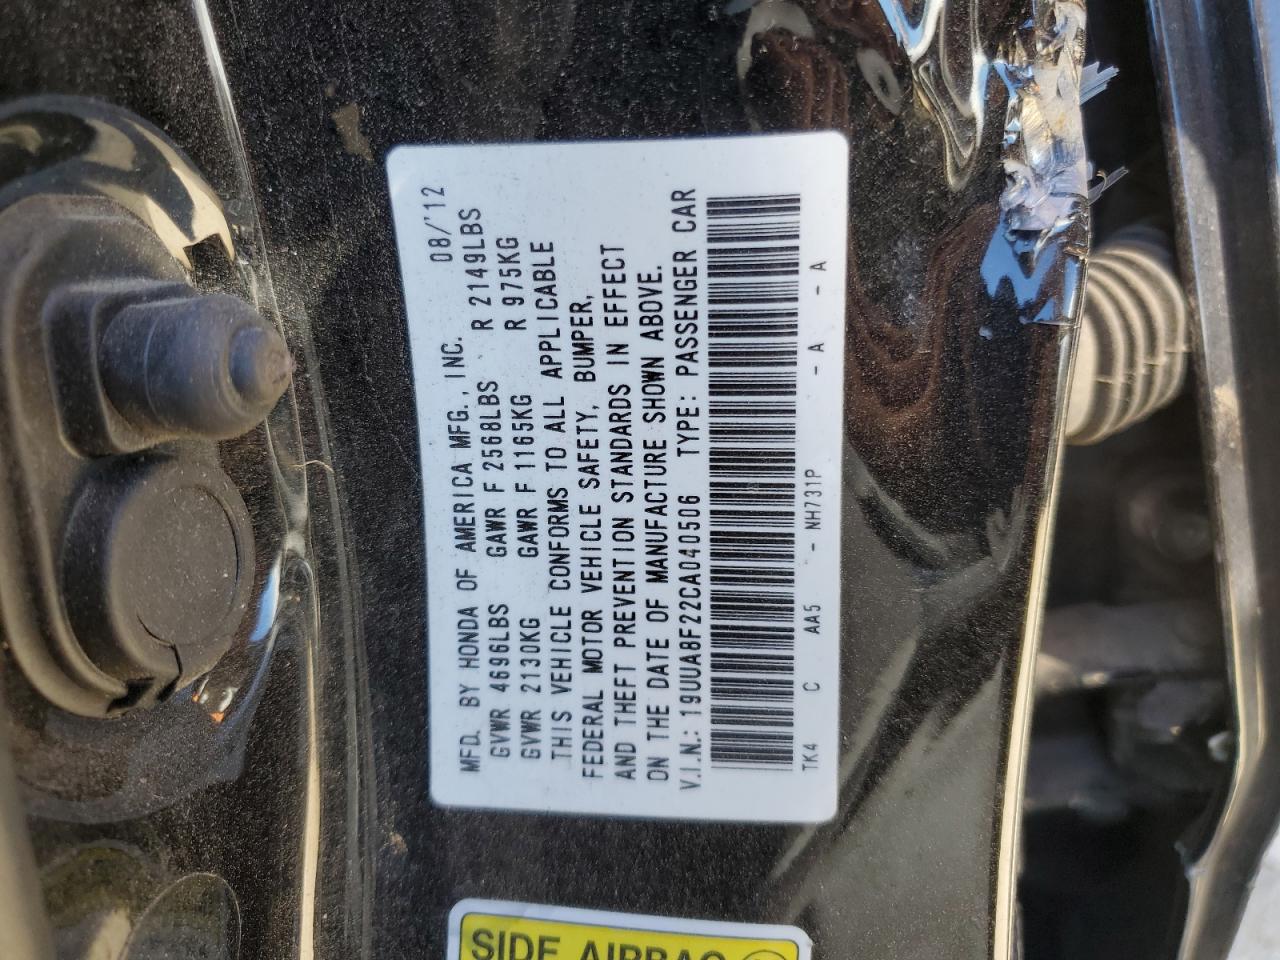 MFD. BY HONDA OF AMERICA MFG., INC. 08/'12
GVWR 4696LBS GAWR F 2568LBS R 2149LBS
GVWR 2130KG GAWR F 1165KG R 975KG
THIS VEHICLE CONFORMS TO ALL APPLICABLE
FEDERAL MOTOR VEHICLE SAFETY, BUMPER,
AND THEFT PREVENTION STANDARDS IN EFFECT
ON THE DATE OF MANUFACTURE SHOWN ABOVE.
V.I.N.: 19UUA8F22CA040506 TYPE: PASSENGER CAR
TK4 C AA5 - NH731P - A - A
SIDE AIRBAG